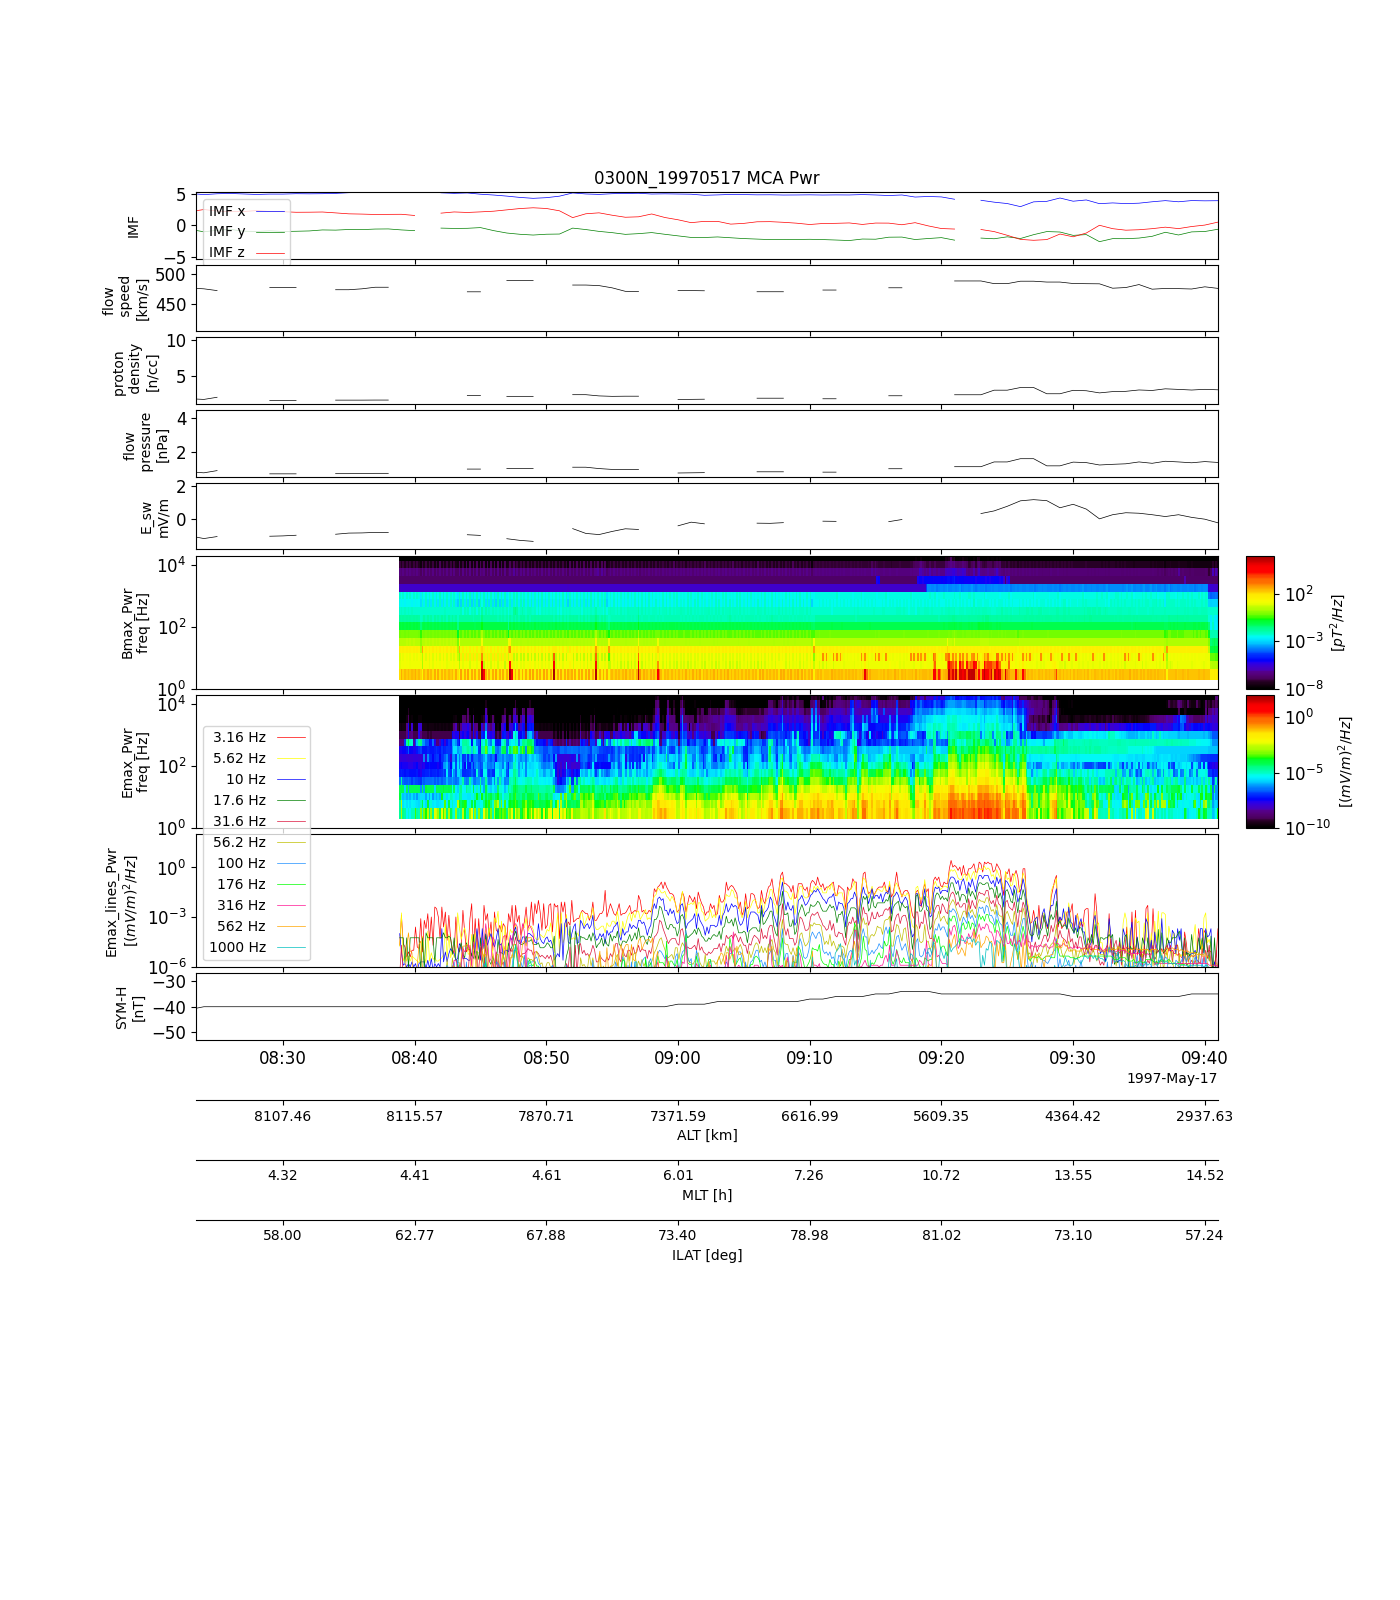 0300N_19970517 MCA Pwr
5
0
−5
IMF
IMF x
IMF y
IMF z
500
450
flow
speed
[km/s]
10
5
proton
density
[n/cc]
4
2
flow
pressure
[nPa]
2
0
E_sw
mV/m
10^4
10^2
10^0
Bmax_Pwr
freq [Hz]
10^2
10^−3
10^−8
[pT^2/Hz]
10^4
10^2
10^0
Emax_Pwr
freq [Hz]
10^0
10^−5
10^−10
[(mV/m)^2/Hz]
3.16 Hz
5.62 Hz
10 Hz
17.6 Hz
31.6 Hz
56.2 Hz
100 Hz
176 Hz
316 Hz
562 Hz
1000 Hz
10^0
10^−3
10^−6
Emax_lines_Pwr
[(mV/m)^2/Hz]
−30
−40
−50
SYM-H
[nT]
08:30 08:40 08:50 09:00 09:10 09:20 09:30 09:40
1997-May-17
8107.46 8115.57 7870.71 7371.59 6616.99 5609.35 4364.42 2937.63
ALT [km]
4.32 4.41 4.61 6.01 7.26 10.72 13.55 14.52
MLT [h]
58.00 62.77 67.88 73.40 78.98 81.02 73.10 57.24
ILAT [deg]